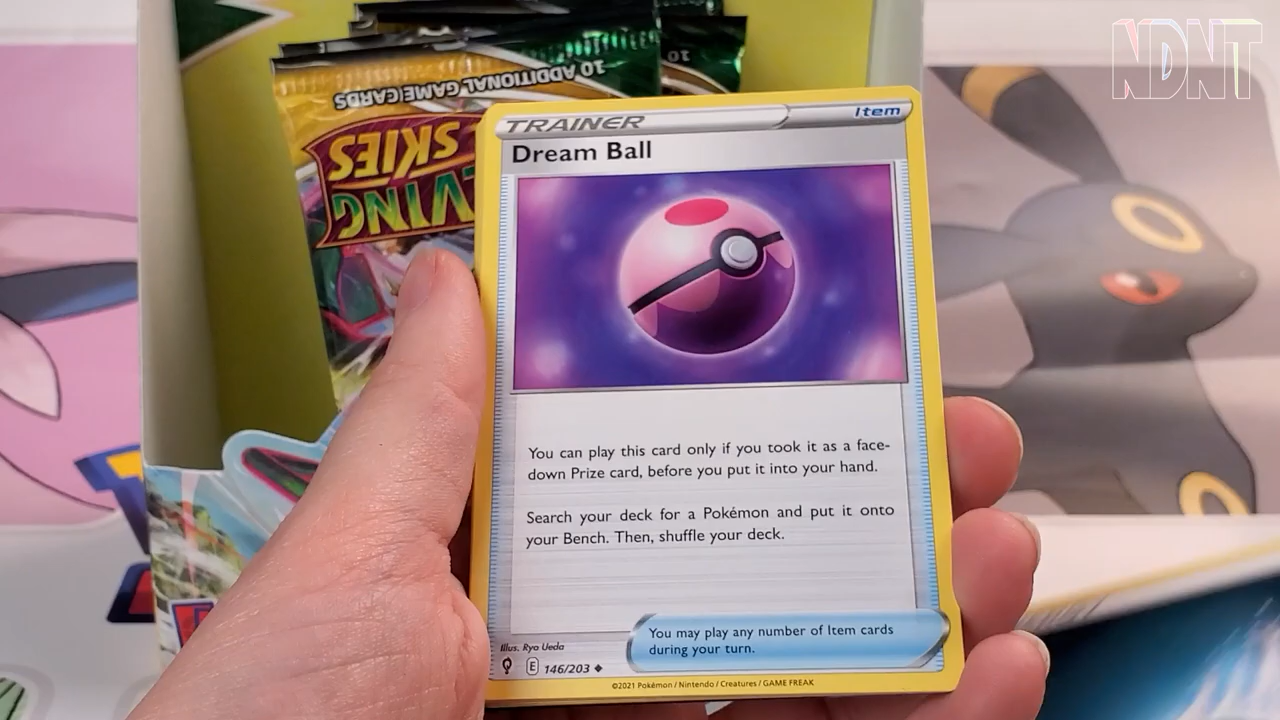 NDNT
10 ADDITIONAL GAME CARDS
10
VING
SKIES
TRAINER
Item
Dream Ball
You can play this card only if you took it as a face-
down Prize card, before you put it into your hand.
Search your deck for a Pokémon and put it onto
your Bench. Then, shuffle your deck.
You may play any number of Item cards
during your turn.
Illus. Ryo Ueda
E 146/203
©2021 Pokémon / Nintendo / Creatures / GAME FREAK